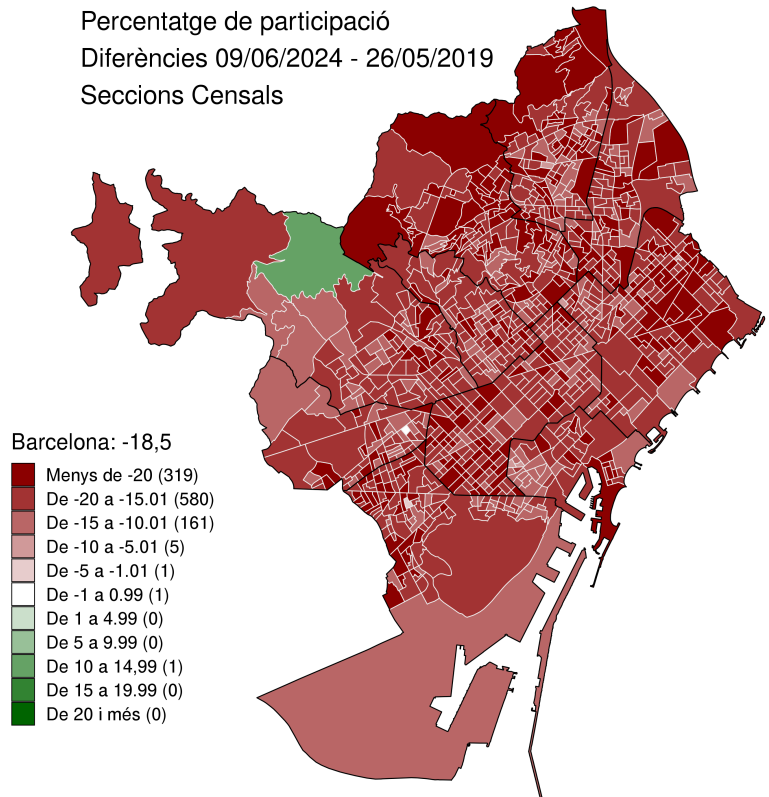 Percentatge de participació
Diferències 09/06/2024 - 26/05/2019
Seccions Censals
Barcelona: -18,5
Menys de -20 (319)
De -20 a -15.01 (580)
De -15 a -10.01 (161)
De -10 a -5.01 (5)
De -5 a -1.01 (1)
De -1 a 0.99 (1)
De 1 a 4.99 (0)
De 5 a 9.99 (0)
De 10 a 14,99 (1)
De 15 a 19.99 (0)
De 20 i més (0)